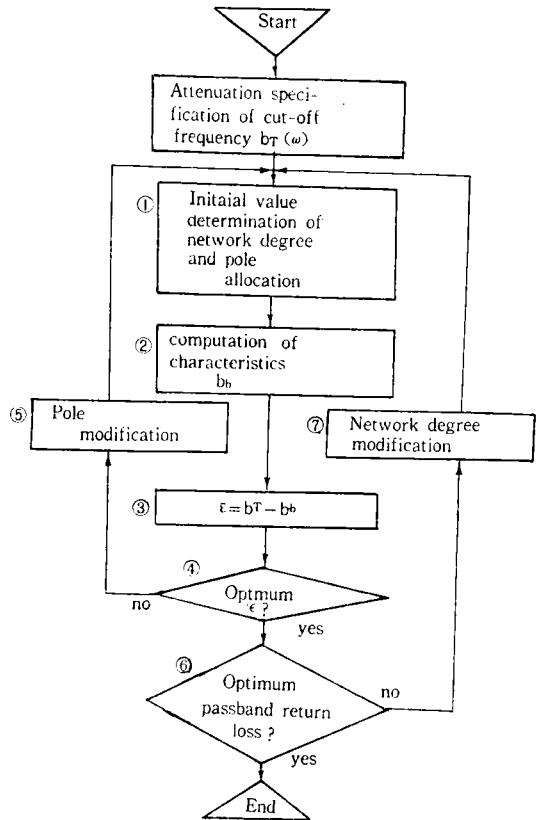 Start
Attenuation speci-
fication of cut-off
frequency bT (ω)
①
Initaial value
determination of
network degree
and pole
allocation
②
computation of
characteristics
bb
⑤
Pole
modification
⑦
Network degree
modification
③
ε = bT − bb
④
Optmum
ε ?
no
yes
⑥
Optimum
passband return
loss ?
no
yes
End